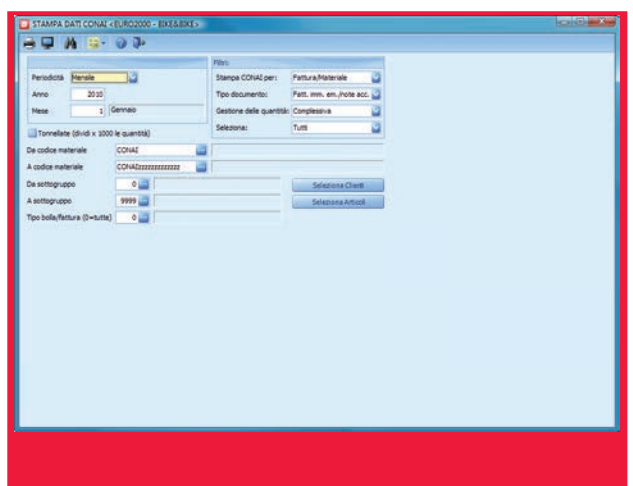 STAMPA DATI CONAI <EURO2000 - BIKE&BIKE>
Filtro
Periodicità Mensile
Stampa CONAI per: Fattura/Materiale
Anno 2010
Tipo documento: Fatt. imm. em./note acc.
Mese 1 Gennaio
Gestione delle quantità: Complessiva
Seleziona: Tutti
Tonnellate (dividi x 1000 le quantità)
Da codice materiale CONAI
A codice materiale CONAIzzzzzzzzzzzzz
Da sottogruppo 0 Seleziona Clienti
A sottogruppo 9999 Seleziona Articoli
Tipo bolla/fattura (0=tutte) 0